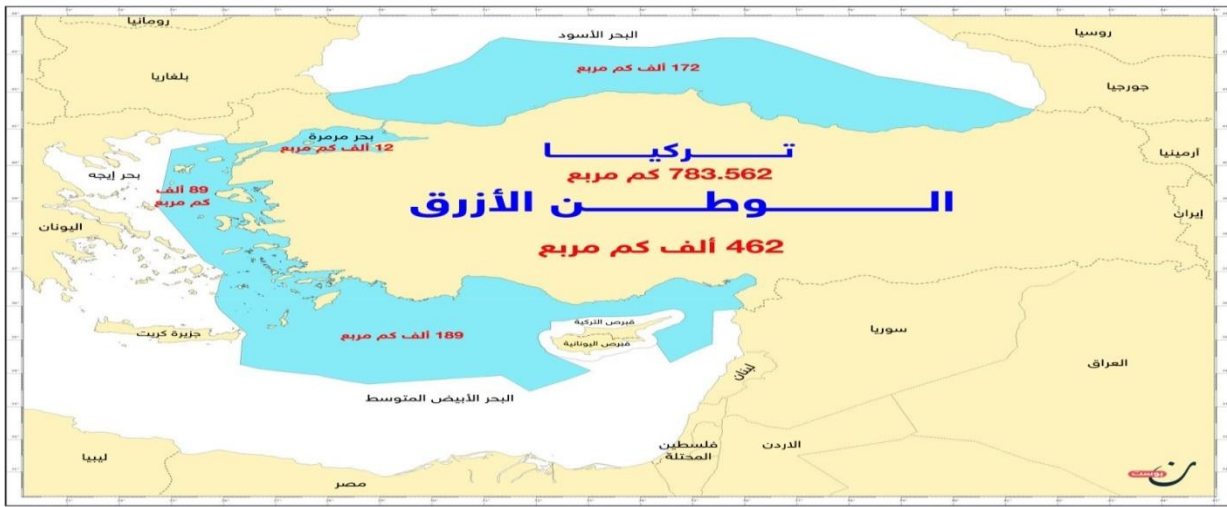 رومانيا
البحر الأسود
روسيا
172 ألف كم مربع
بلغاريا
جورجيا
بحر مرمرة
12 ألف كم مربع
تركيا
أرمينيا
783.562 كم مربع
بحر إيجه
89 ألف
كم مربع
الوطن الأزرق
إيران
اليونان
462 ألف كم مربع
قبرص التركية
جزيرة كريت
189 ألف كم مربع
قبرص اليونانية
سوريا
العراق
لبنان
البحر الأبيض المتوسط
فلسطين
المحتلة
الاردن
ليبيا
مصر
ن بوست